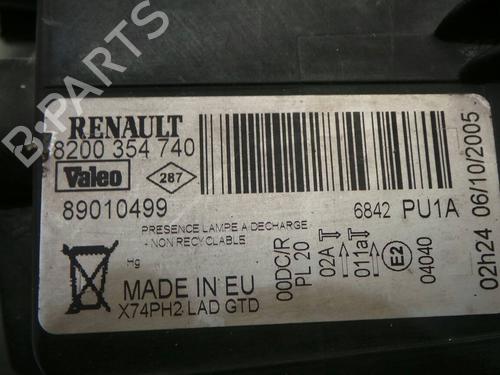 RENAULT
8200 354 740
Valeo
287
89010499
6842 PU1A
PRESENCE LAMPE A DECHARGE
- NON RECYCLABLE
Hg
MADE IN EU
X74PH2 LAD GTD
00DC/R
PL 20
02A
011a
E2
04040
02h24 06/10/2005
B-PARTS